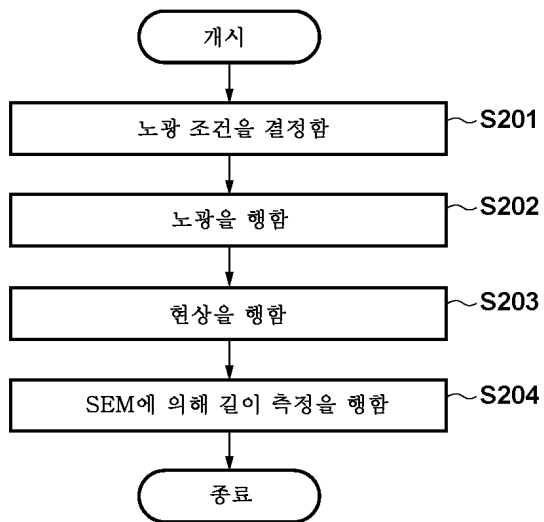 개시
노광 조건을 결정함
S201
노광을 행함
S202
현상을 행함
S203
SEM에 의해 길이 측정을 행함
S204
종료